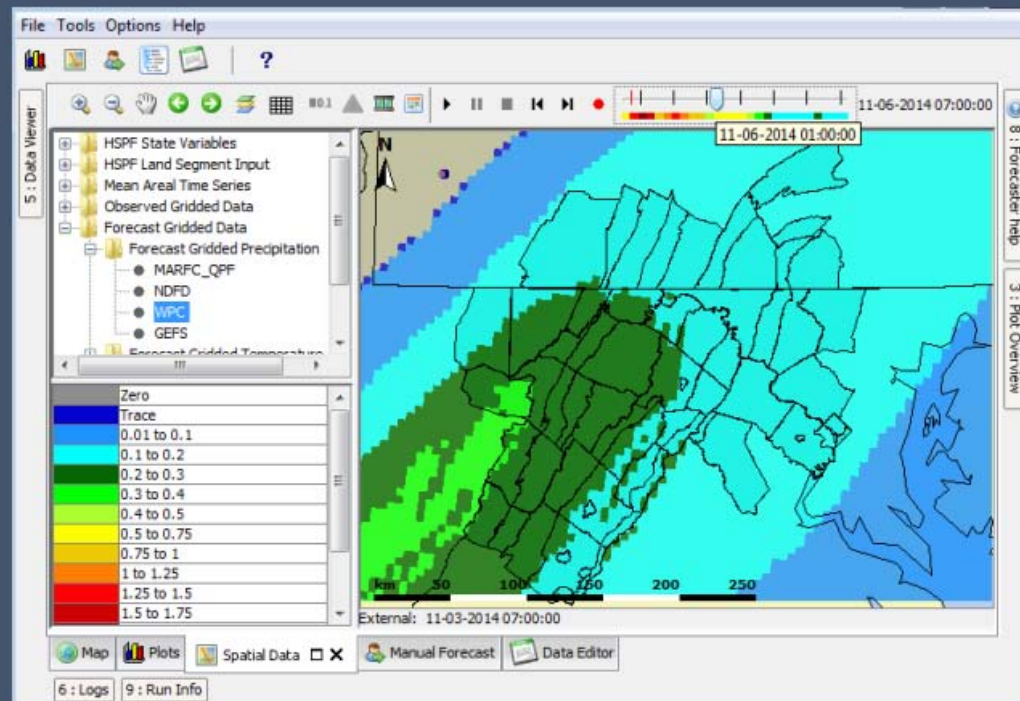 File Tools Options Help
?
11-06-2014 07:00:00
11-06-2014 01:00:00
5 : Data Viewer
HSPF State Variables
HSPF Land Segment Input
Mean Areal Time Series
Observed Gridded Data
Forecast Gridded Data
Forecast Gridded Precipitation
MARFC_QPF
NDFD
WPC
GEFS
Forecast Gridded Temperature
Zero
Trace
0.01 to 0.1
0.1 to 0.2
0.2 to 0.3
0.3 to 0.4
0.4 to 0.5
0.5 to 0.75
0.75 to 1
1 to 1.25
1.25 to 1.5
1.5 to 1.75
N
km 50 100 150 200 250
External: 11-03-2014 07:00:00
8 : Forecaster help
3 : Plot Overview
Map Plots Spatial Data Manual Forecast Data Editor
6 : Logs 9 : Run Info